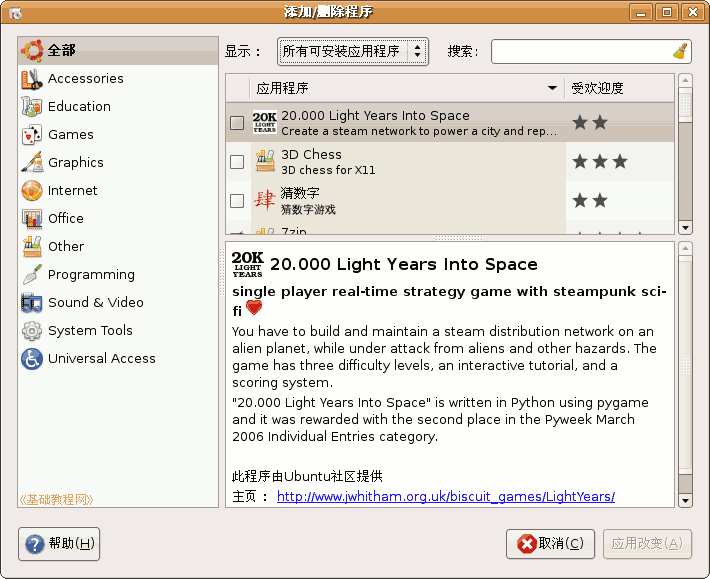 添加/删除程序
显示： 所有可安装应用程序 搜索:
全部
Accessories
Education
Games
Graphics
Internet
Office
Other
Programming
Sound & Video
System Tools
Universal Access
《基础教程网》
应用程序 受欢迎度
20K LIGHT YEARS
20.000 Light Years Into Space
Create a steam network to power a city and rep...
3D Chess
3D chess for X11
肆
猜数字
猜数字游戏
7zip
20K LIGHT YEARS
20.000 Light Years Into Space
single player real-time strategy game with steampunk sci-
fi
You have to build and maintain a steam distribution network on an
alien planet, while under attack from aliens and other hazards. The
game has three difficulty levels, an interactive tutorial, and a
scoring system.
"20.000 Light Years Into Space" is written in Python using pygame
and it was rewarded with the second place in the Pyweek March
2006 Individual Entries category.
此程序由Ubuntu社区提供
主页： http://www.jwhitham.org.uk/biscuit_games/LightYears/
帮助(H) 取消(C) 应用改变(A)